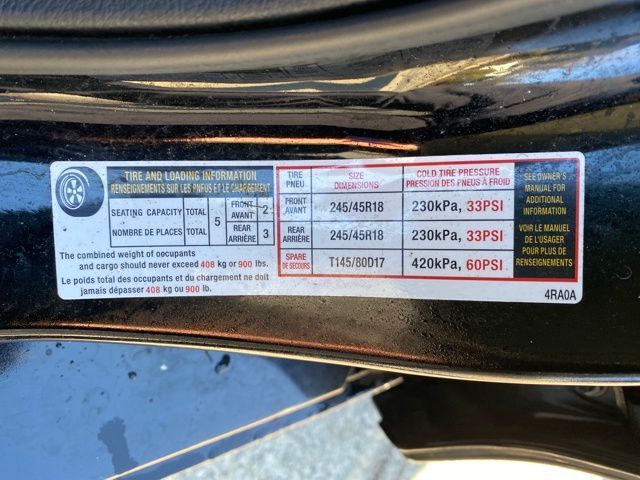 TIRE AND LOADING INFORMATION
RENSEIGNEMENTS SUR LES PNEUS ET LE CHARGEMENT
SEATING CAPACITY TOTAL 5 FRONT AVANT 2
NOMBRE DE PLACES TOTAL REAR ARRIÈRE 3
The combined weight of occupants
and cargo should never exceed 408 kg or 900 lbs.
Le poids total des occupants et du chargement ne doit
jamais dépasser 408 kg ou 900 lb.
TIRE PNEU SIZE DIMENSIONS COLD TIRE PRESSURE PRESSION DES PNEUS À FROID
FRONT AVANT 245/45R18 230kPa, 33PSI
REAR ARRIÈRE 245/45R18 230kPa, 33PSI
SPARE DE SECOURS T145/80D17 420kPa, 60PSI
SEE OWNER'S
MANUAL FOR
ADDITIONAL
INFORMATION
VOIR LE MANUEL
DE L'USAGER
POUR PLUS DE
RENSEIGNEMENTS
4RA0A